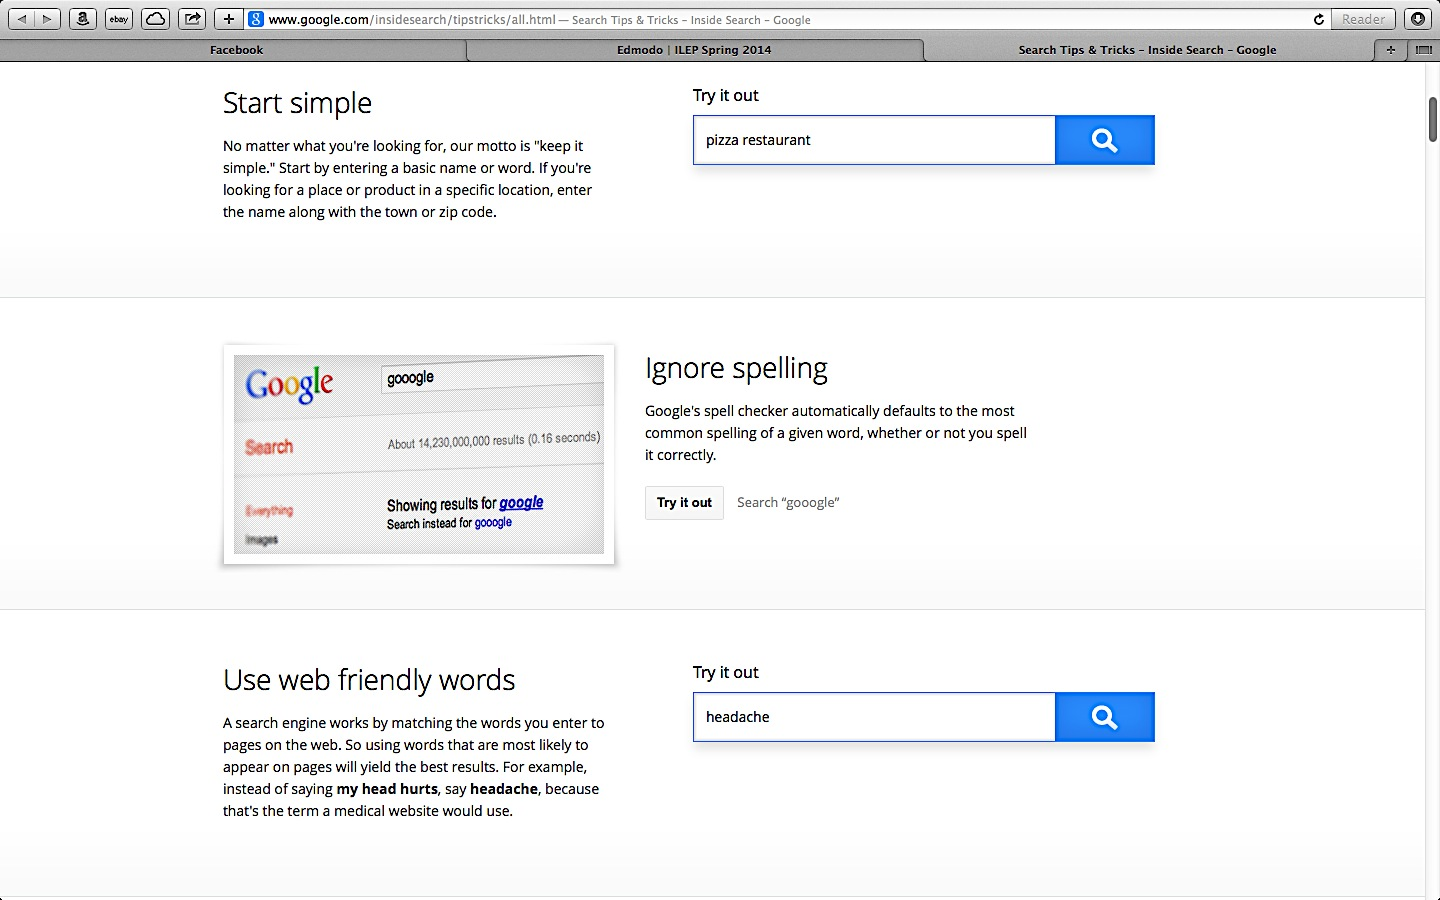 ebay
www.google.com/insidesearch/tipstricks/all.html — Search Tips & Tricks – Inside Search – Google
Reader
Facebook
Edmodo | ILEP Spring 2014
Search Tips & Tricks – Inside Search – Google
Start simple
No matter what you're looking for, our motto is "keep it
simple." Start by entering a basic name or word. If you're
looking for a place or product in a specific location, enter
the name along with the town or zip code.
Try it out
pizza restaurant
Google
gooogle
Search
About 14,230,000,000 results (0.16 seconds)
Everything
Showing results for google
Search instead for gooogle
Images
Ignore spelling
Google's spell checker automatically defaults to the most
common spelling of a given word, whether or not you spell
it correctly.
Try it out
Search “gooogle”
Use web friendly words
A search engine works by matching the words you enter to
pages on the web. So using words that are most likely to
appear on pages will yield the best results. For example,
instead of saying my head hurts, say headache, because
that's the term a medical website would use.
Try it out
headache